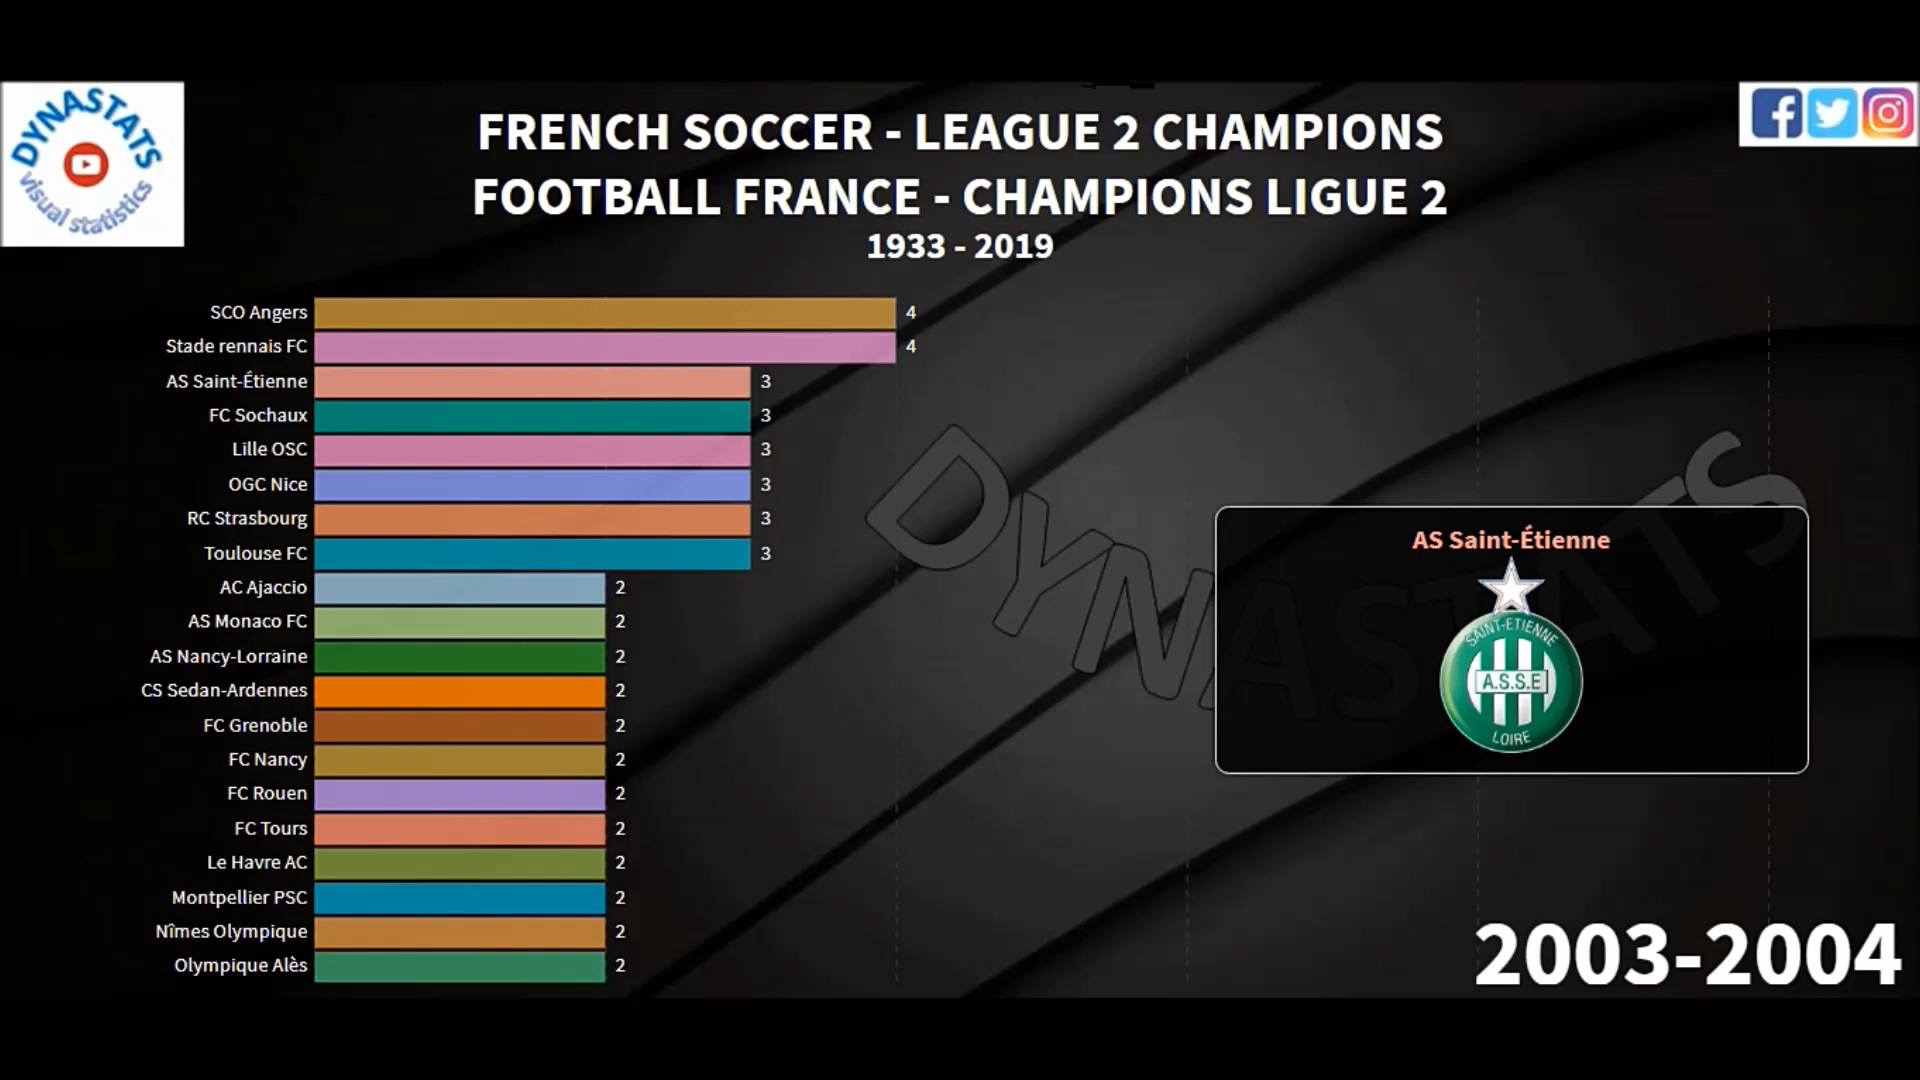 DYNASTATS
visual statistics
FRENCH SOCCER - LEAGUE 2 CHAMPIONS
FOOTBALL FRANCE - CHAMPIONS LIGUE 2
1933 - 2019
SCO Angers 4
Stade rennais FC 4
AS Saint-Étienne 3
FC Sochaux 3
Lille OSC 3
OGC Nice 3
RC Strasbourg 3
Toulouse FC 3
AC Ajaccio 2
AS Monaco FC 2
AS Nancy-Lorraine 2
CS Sedan-Ardennes 2
FC Grenoble 2
FC Nancy 2
FC Rouen 2
FC Tours 2
Le Havre AC 2
Montpellier PSC 2
Nîmes Olympique 2
Olympique Alès 2
DYNASTATS
AS Saint-Étienne
SAINT-ETIENNE
A.S.S.E
LOIRE
2003-2004